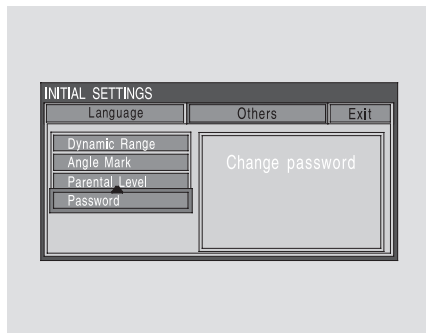 INITIAL SETTINGS
Language Others Exit
Dynamic Range
Angle Mark
Parental Level
Password
Change password